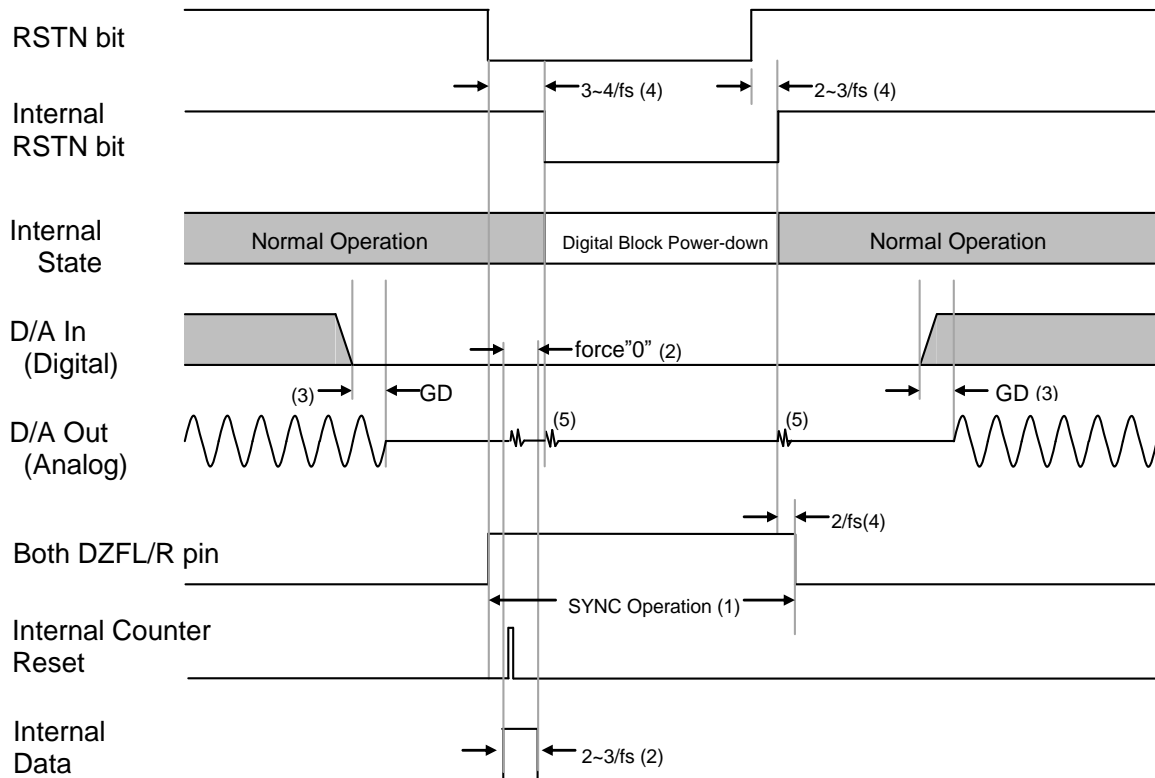 RSTN bit
3~4/fs (4)
2~3/fs (4)
Internal
RSTN bit
Internal
State
Normal Operation
Digital Block Power-down
Normal Operation
D/A In
(Digital)
force"0" (2)
(3)
GD
GD (3)
D/A Out
(Analog)
(5)
(5)
2/fs(4)
Both DZFL/R pin
SYNC Operation (1)
Internal Counter
Reset
Internal
Data
2~3/fs (2)